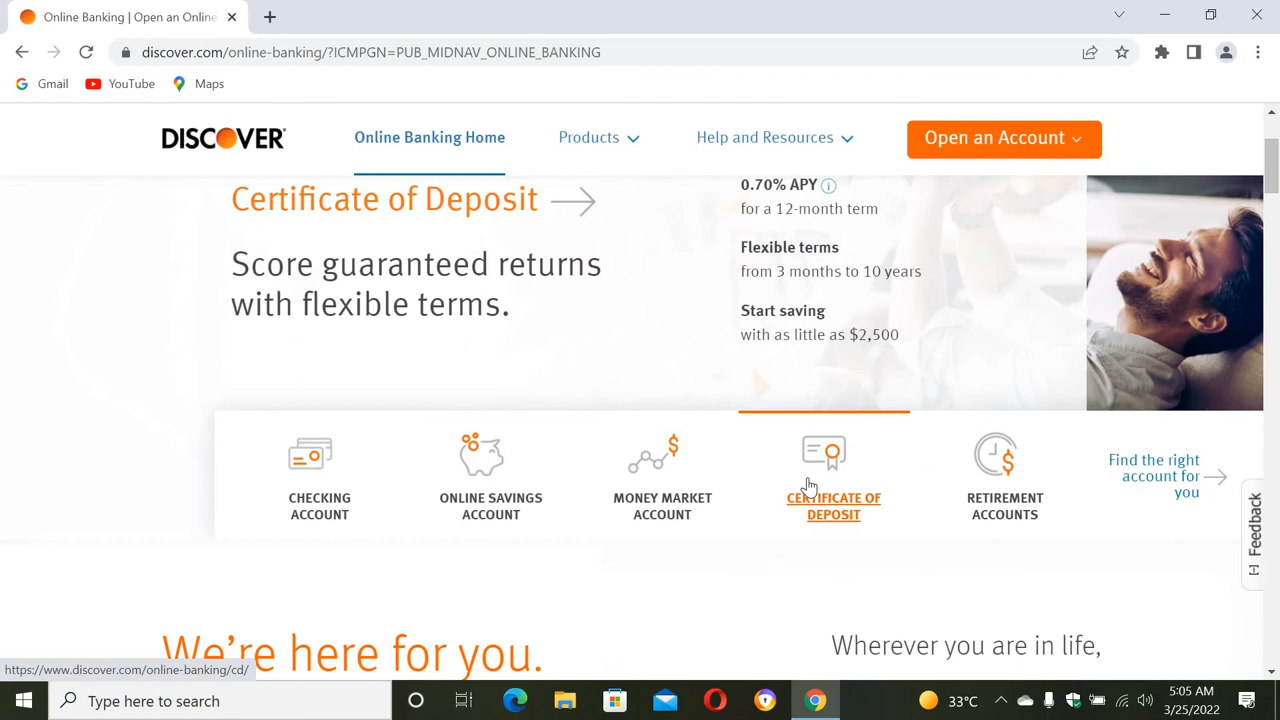 Online Banking | Open an Online
discover.com/online-banking/?ICMPGN=PUB_MIDNAV_ONLINE_BANKING
Gmail
YouTube
Maps
DISCOVER
Online Banking Home
Products
Help and Resources
Open an Account
Certificate of Deposit
Score guaranteed returns
with flexible terms.
0.70% APY
for a 12-month term
Flexible terms
from 3 months to 10 years
Start saving
with as little as $2,500
CHECKING
ACCOUNT
ONLINE SAVINGS
ACCOUNT
MONEY MARKET
ACCOUNT
CERTIFICATE OF
DEPOSIT
RETIREMENT
ACCOUNTS
Find the right
account for
you
Feedback
We're here for you.
Wherever you are in life,
https://www.discover.com/online-banking/cd/
Type here to search
33°C
5:05 AM
3/25/2022